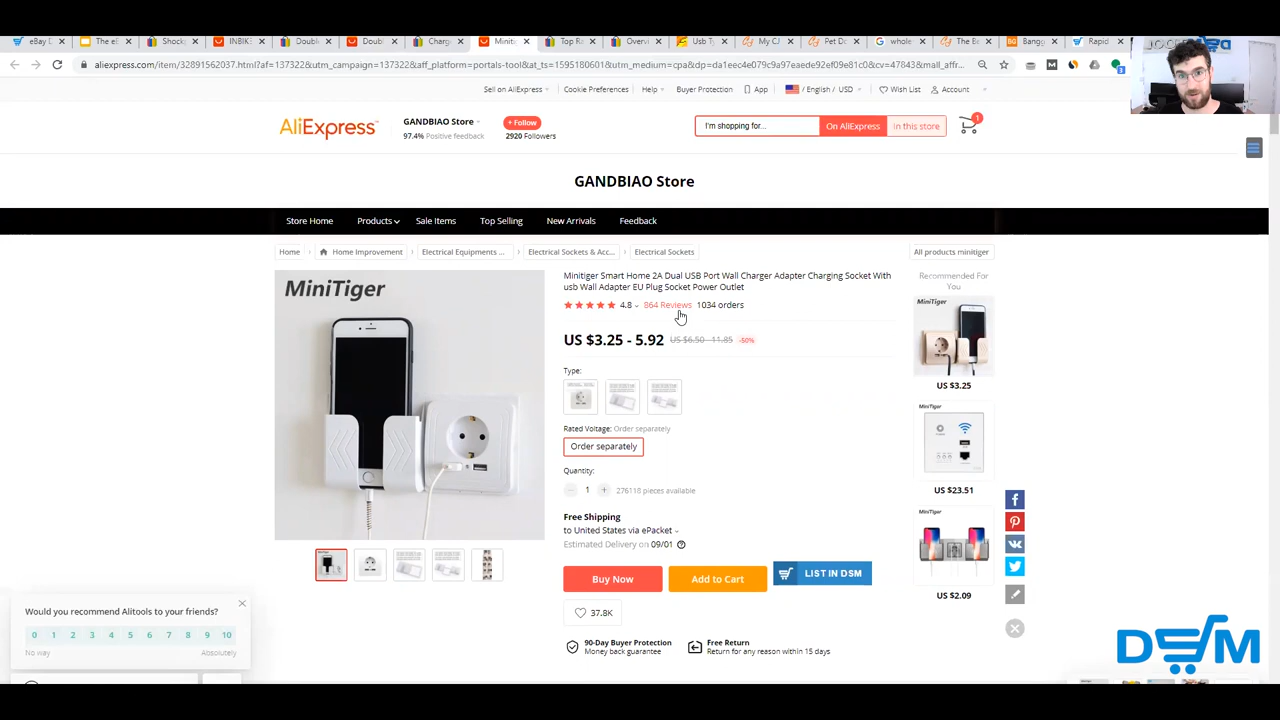 eBay D
The eB
Shock
INBIK
Double
Doubl
Charge
Miniti
Top Ra
Overvi
Usb Ty
My CJ
Pet Do
whole
The Be
Bangg
Rapid
aliexpress.com/item/32891562037.html?af=137322&utm_campaign=137322&aff_platform=portals-tool&at_ts=1595180601&utm_medium=cpa&dp=da1eec4e079c9a97eaede92ef09e81c0&cv=47843&mall_affr...
Sell on AliExpress Cookie Preferences Help Buyer Protection App / English / USD Wish List Account
AliExpress
GANDBIAO Store
97.4% Positive feedback
+ Follow
2920 Followers
I'm shopping for...
On AliExpress
In this store
1
GANDBIAO Store
Store Home Products Sale Items Top Selling New Arrivals Feedback
Home Home Improvement Electrical Equipments ... Electrical Sockets & Acc... Electrical Sockets
All products minitiger
MiniTiger
Minitiger Smart Home 2A Dual USB Port Wall Charger Adapter Charging Socket With
usb Wall Adapter EU Plug Socket Power Outlet
4.8 864 Reviews 1034 orders
US $3.25 - 5.92 US $6.50 - 11.85 -50%
Type:
Rated Voltage: Order separately
Order separately
Quantity:
1 + 276118 pieces available
Free Shipping
to United States via ePacket
Estimated Delivery on 09/01
Buy Now
Add to Cart
LIST IN DSM
37.8K
90-Day Buyer Protection
Money back guarantee
Free Return
Return for any reason within 15 days
Recommended For
You
MiniTiger
US $3.25
MiniTiger
US $23.51
MiniTiger
US $2.09
Would you recommend Alitools to your friends?
0 1 2 3 4 5 6 7 8 9 10
No way Absolutely
DSM